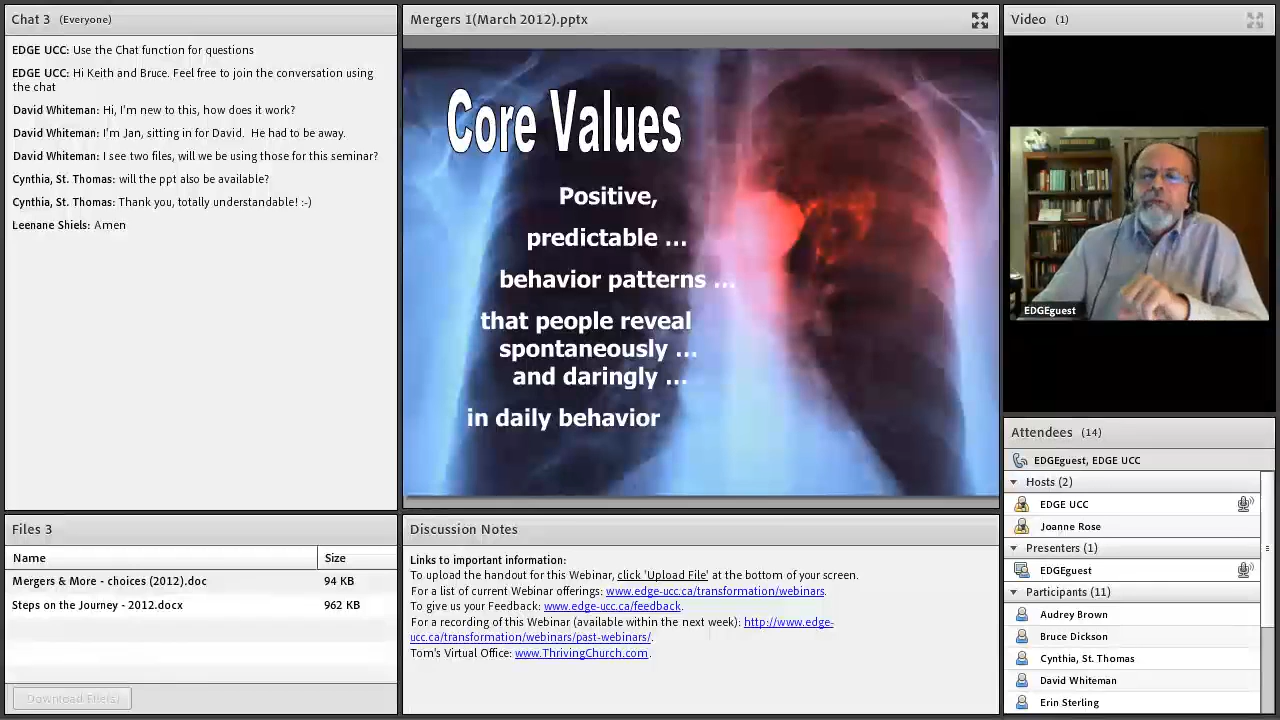 Chat 3 (Everyone)
EDGE UCC: Use the Chat function for questions
EDGE UCC: Hi Keith and Bruce. Feel free to join the conversation using
the chat
David Whiteman: Hi, I'm new to this, how does it work?
David Whiteman: I'm Jan, sitting in for David. He had to be away.
David Whiteman: I see two files, will we be using those for this seminar?
Cynthia, St. Thomas: will the ppt also be available?
Cynthia, St. Thomas: Thank you, totally understandable! :-)
Leenane Shiels: Amen
Files 3
Name Size
Mergers & More - choices (2012).doc 94 KB
Steps on the Journey - 2012.docx 962 KB
Download File(s)
Mergers 1(March 2012).pptx
Core Values
Positive,
predictable ...
behavior patterns ...
that people reveal
spontaneously ...
and daringly ...
in daily behavior
Discussion Notes
Links to important information:
To upload the handout for this Webinar, click 'Upload File' at the bottom of your screen.
For a list of current Webinar offerings: www.edge-ucc.ca/transformation/webinars.
To give us your Feedback: www.edge-ucc.ca/feedback.
For a recording of this Webinar (available within the next week): http://www.edge-
ucc.ca/transformation/webinars/past-webinars/.
Tom's Virtual Office: www.ThrivingChurch.com.
Video (1)
EDGEguest
Attendees (14)
EDGEguest, EDGE UCC
Hosts (2)
EDGE UCC
Joanne Rose
Presenters (1)
EDGEguest
Participants (11)
Audrey Brown
Bruce Dickson
Cynthia, St. Thomas
David Whiteman
Erin Sterling